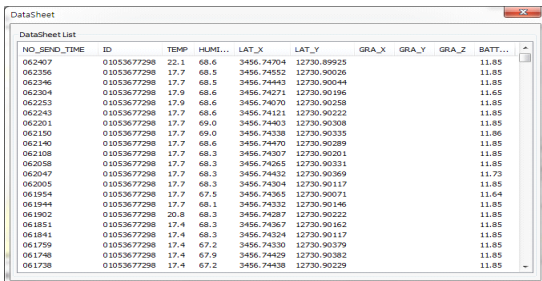 DataSheet
DataSheet List
NO_SEND_TIME ID TEMP HUMI... LAT_X LAT_Y GRA_X GRA_Y GRA_Z BATT...
062407 01053677298 22.1 68.6 3456.74704 12730.89925 11.85
062356 01053677298 17.7 68.5 3456.74552 12730.90026 11.85
062346 01053677298 17.7 68.5 3456.74443 12730.90044 11.85
062304 01053677298 17.9 68.6 3456.74271 12730.90196 11.65
062253 01053677298 17.9 68.6 3456.74070 12730.90258 11.85
062243 01053677298 17.7 68.6 3456.74121 12730.90222 11.85
062201 01053677298 17.7 69.0 3456.74403 12730.90308 11.85
062150 01053677298 17.7 69.0 3456.74338 12730.90335 11.86
062140 01053677298 17.7 68.6 3456.74470 12730.90289 11.85
062108 01053677298 17.7 68.3 3456.74307 12730.90201 11.85
062058 01053677298 17.7 68.3 3456.74265 12730.90331 11.85
062047 01053677298 17.7 68.3 3456.74432 12730.90369 11.73
062005 01053677298 17.7 68.3 3456.74304 12730.90117 11.85
061954 01053677298 17.7 67.5 3456.74365 12730.90071 11.64
061944 01053677298 17.7 68.1 3456.74332 12730.90146 11.85
061902 01053677298 20.8 68.3 3456.74287 12730.90222 11.85
061851 01053677298 17.4 68.3 3456.74367 12730.90162 11.85
061841 01053677298 17.4 68.3 3456.74324 12730.90117 11.85
061759 01053677298 17.4 67.2 3456.74330 12730.90379 11.85
061748 01053677298 17.4 67.9 3456.74429 12730.90382 11.85
061738 01053677298 17.4 67.2 3456.74438 12730.90229 11.85